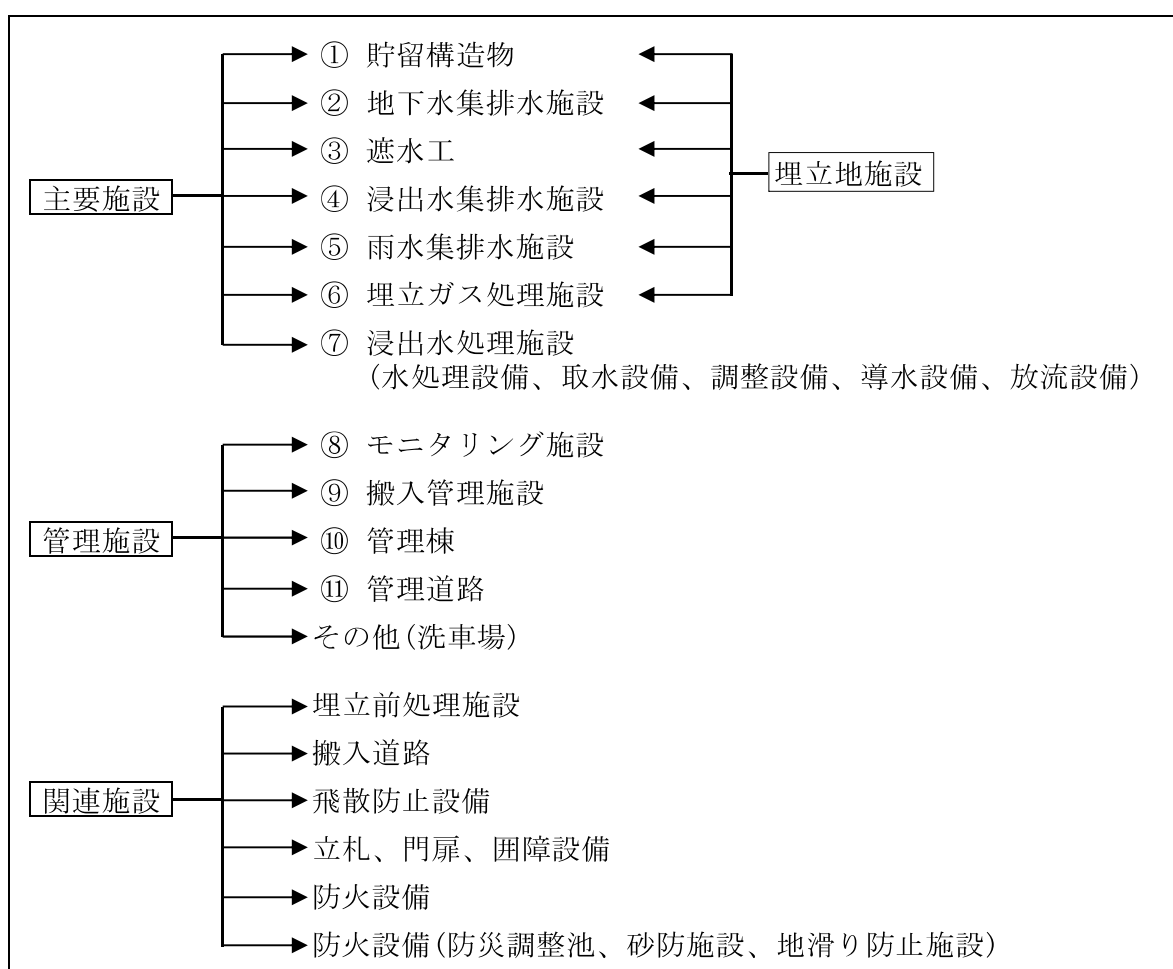 ① 貯留構造物
② 地下水集排水施設
③ 遮水工
埋立地施設
主要施設
④ 浸出水集排水施設
⑤ 雨水集排水施設
⑥ 埋立ガス処理施設
⑦ 浸出水処理施設
(水処理設備、取水設備、調整設備、導水設備、放流設備)
⑧ モニタリング施設
⑨ 搬入管理施設
管理施設
⑩ 管理棟
⑪ 管理道路
その他(洗車場)
埋立前処理施設
搬入道路
関連施設
飛散防止設備
立札、門扉、囲障設備
防火設備
防火設備(防災調整池、砂防施設、地滑り防止施設)